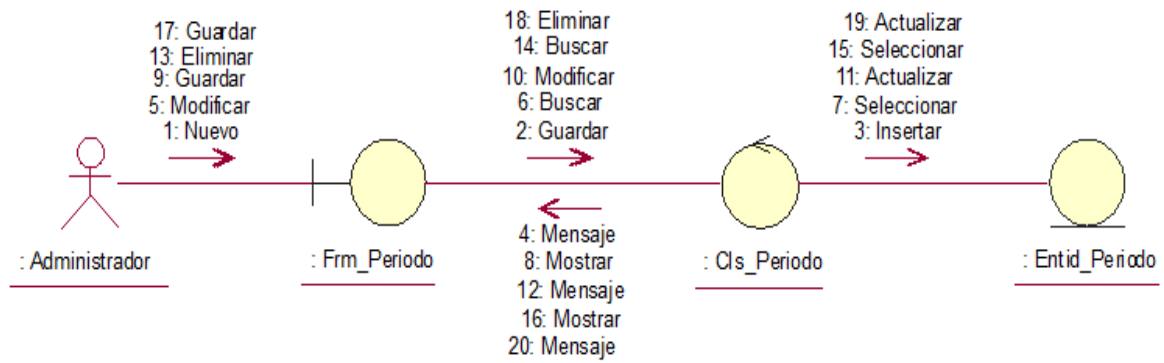 17: Guardar
13: Eliminar
9: Guardar
5: Modificar
1: Nuevo
18: Eliminar
14: Buscar
10: Modificar
6: Buscar
2: Guardar
19: Actualizar
15: Seleccionar
11: Actualizar
7: Seleccionar
3: Insertar
4: Mensaje
8: Mostrar
12: Mensaje
16: Mostrar
20: Mensaje
: Administrador
: Frm_Periodo
: Cls_Periodo
: Entid_Periodo